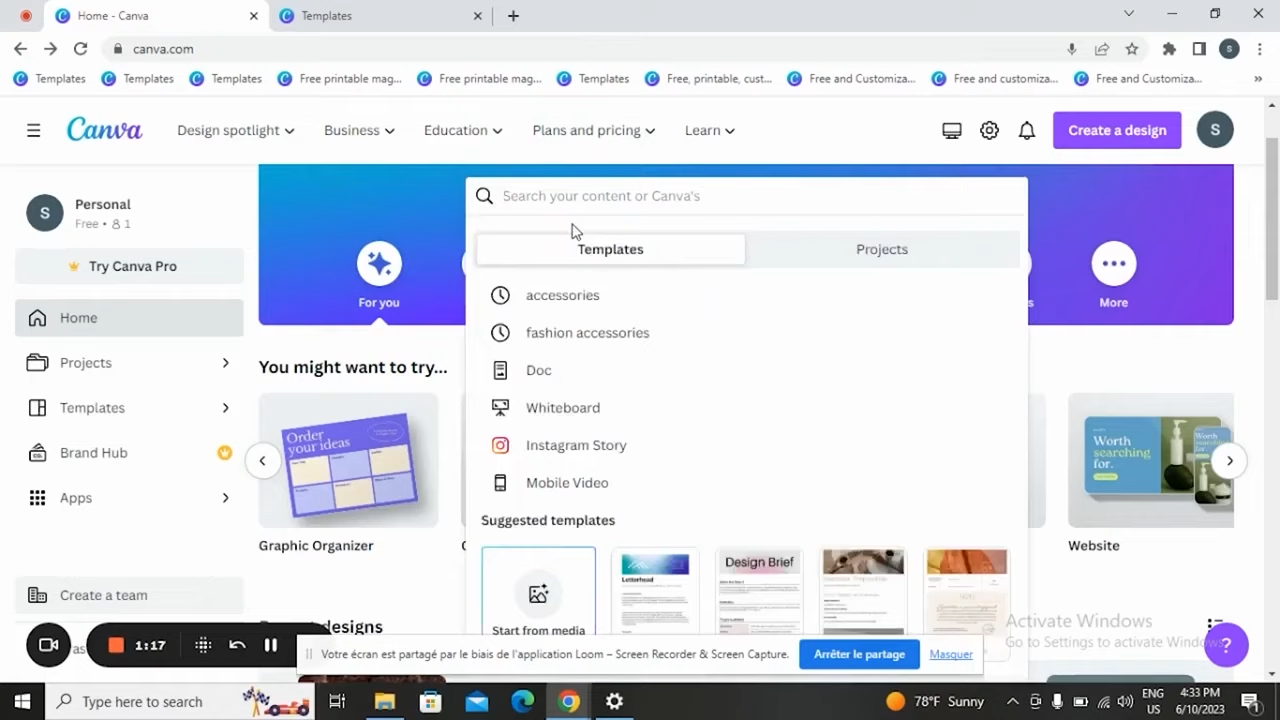 Home - Canva
Templates
canva.com
Templates
Templates
Templates
Free printable mag...
Free printable mag...
Templates
Free, printable, cust...
Free and Customiza...
Free and customiza...
Free and Customiza...
Canva
Design spotlight
Business
Education
Plans and pricing
Learn
Create a design
S
S
Personal
Free • 1
Try Canva Pro
Home
Projects
Templates
Brand Hub
Apps
Create a team
Search your content or Canva's
Templates
Projects
accessories
fashion accessories
Doc
Whiteboard
Instagram Story
Mobile Video
Suggested templates
Start from media
Letterhead
Design Brief
For you
More
You might want to try...
Order
your ideas
Graphic Organizer
Worth
searching
for.
Website
designs
1:17
Votre écran est partagé par le biais de l'application Loom – Screen Recorder & Screen Capture.
Arrêter le partage
Masquer
Activate Windows
Go to Settings to activate Windows
?
Type here to search
78°F Sunny
ENG
US
4:33 PM
6/10/2023